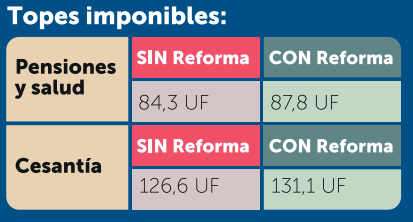 Topes imponibles:
Pensiones
y salud
SIN Reforma
CON Reforma
84,3 UF
87,8 UF
Cesantía
SIN Reforma
CON Reforma
126,6 UF
131,1 UF